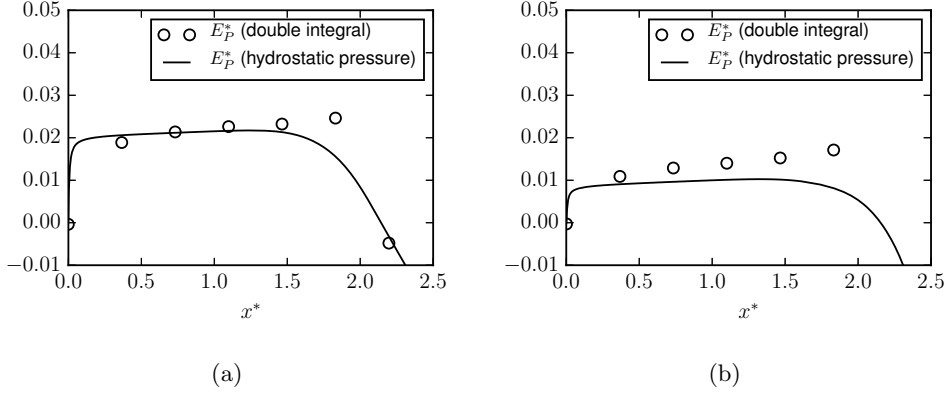 0.05
0.04
0.03
0.02
0.01
0.00
−0.01
E*P (double integral)
E*P (hydrostatic pressure)
0.0 0.5 1.0 1.5 2.0 2.5
x*
(a)
0.05
0.04
0.03
0.02
0.01
0.00
−0.01
E*P (double integral)
E*P (hydrostatic pressure)
0.0 0.5 1.0 1.5 2.0 2.5
x*
(b)